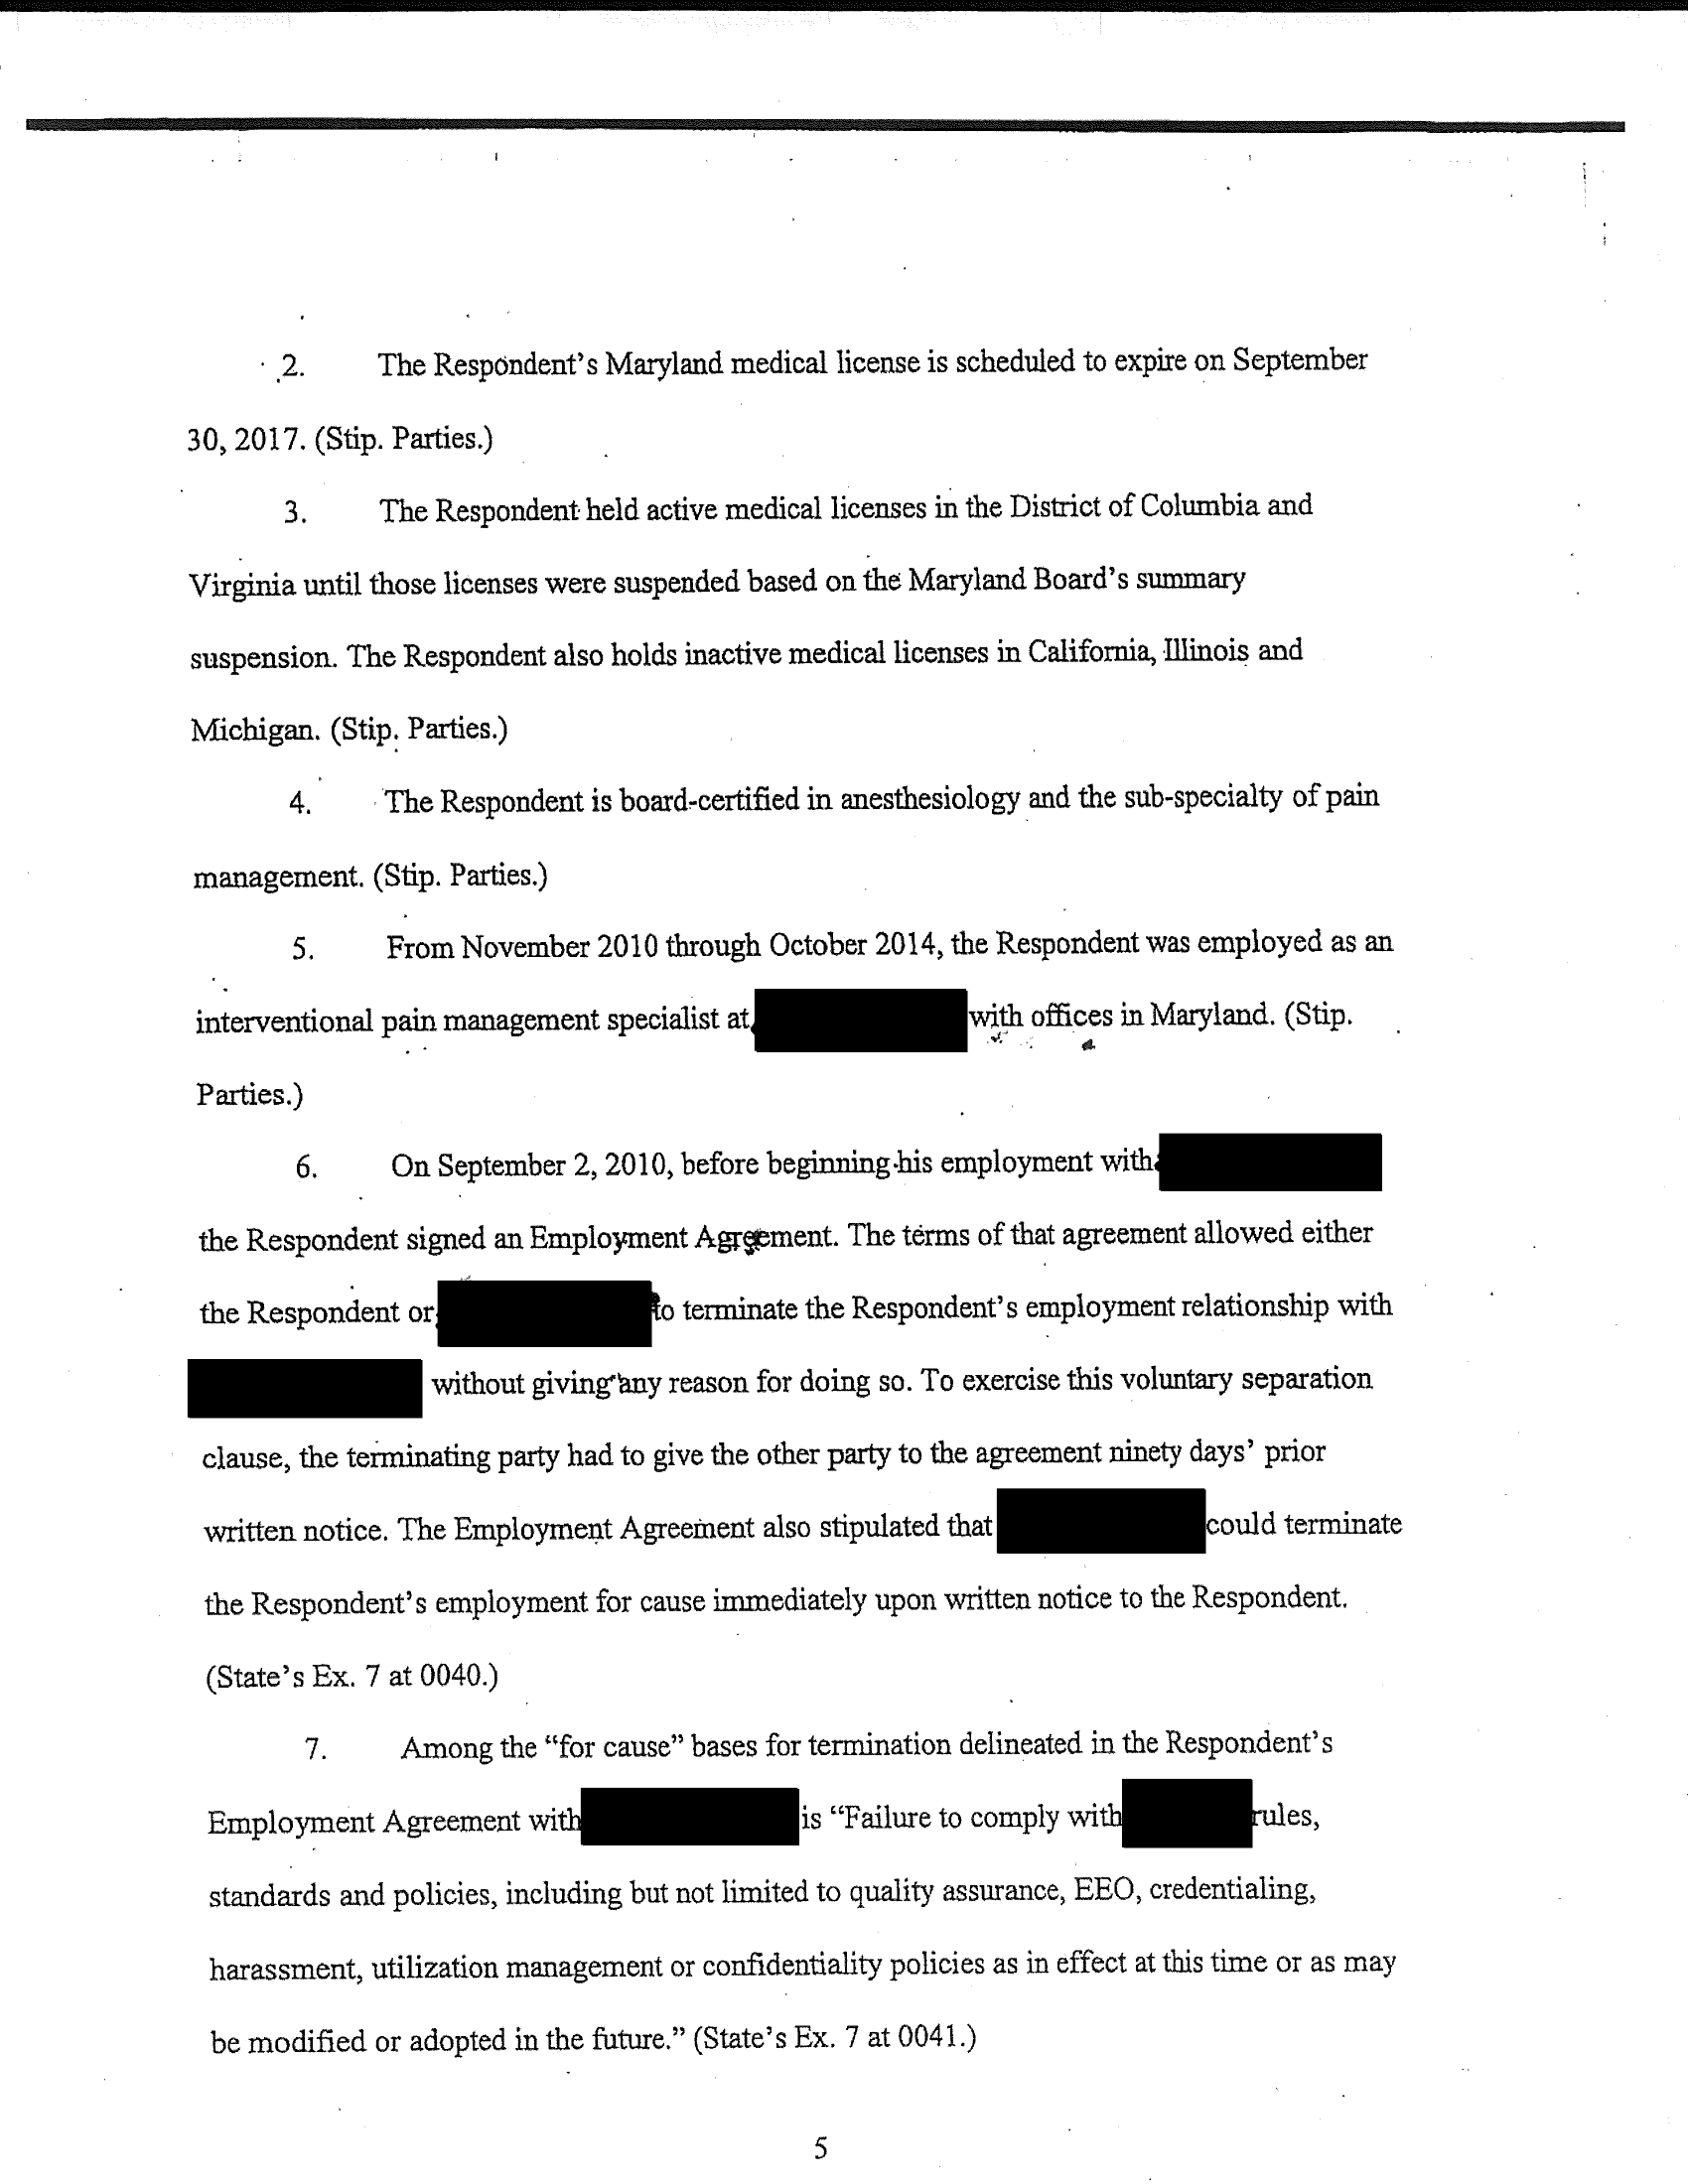 2. The Respondent's Maryland medical license is scheduled to expire on September
30, 2017. (Stip. Parties.)
3. The Respondent held active medical licenses in the District of Columbia and
Virginia until those licenses were suspended based on the Maryland Board's summary
suspension. The Respondent also holds inactive medical licenses in California, Illinois and
Michigan. (Stip. Parties.)
4. The Respondent is board-certified in anesthesiology and the sub-specialty of pain
management. (Stip. Parties.)
5. From November 2010 through October 2014, the Respondent was employed as an
interventional pain management specialist at with offices in Maryland. (Stip.
Parties.)
6. On September 2, 2010, before beginning his employment with
the Respondent signed an Employment Agreement. The terms of that agreement allowed either
the Respondent or to terminate the Respondent's employment relationship with
without giving any reason for doing so. To exercise this voluntary separation
clause, the terminating party had to give the other party to the agreement ninety days' prior
written notice. The Employment Agreement also stipulated that could terminate
the Respondent's employment for cause immediately upon written notice to the Respondent.
(State's Ex. 7 at 0040.)
7. Among the "for cause" bases for termination delineated in the Respondent's
Employment Agreement with is "Failure to comply with rules,
standards and policies, including but not limited to quality assurance, EEO, credentialing,
harassment, utilization management or confidentiality policies as in effect at this time or as may
be modified or adopted in the future." (State's Ex. 7 at 0041.)
5